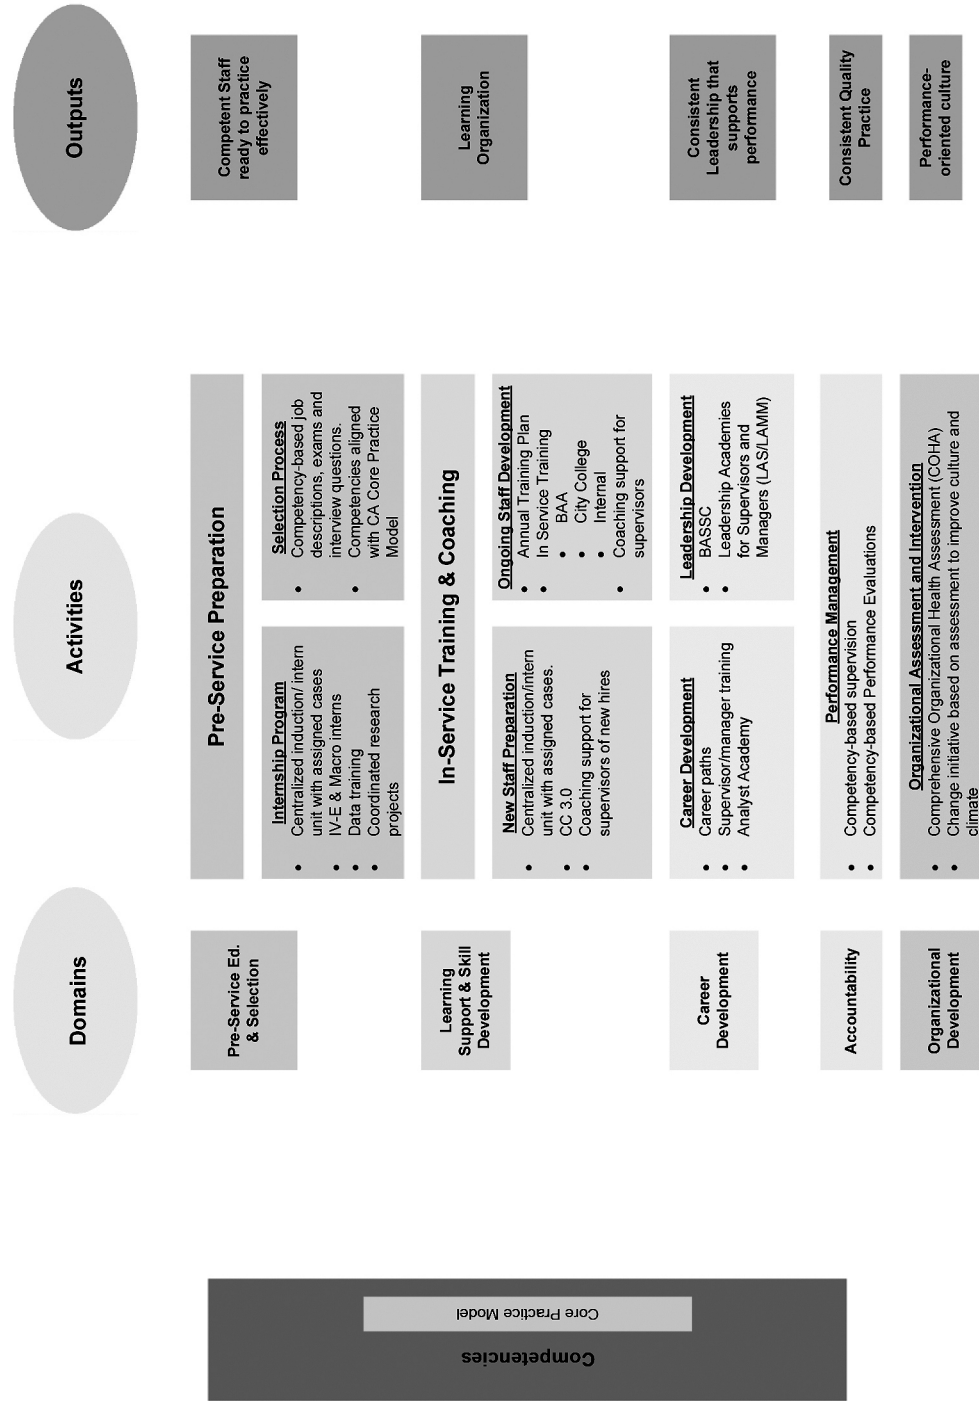 Domains
Activities
Outputs
Competencies
Core Practice Model
Pre-Service Ed.
& Selection
Pre-Service Preparation
Internship Program
• Centralized induction/ intern
unit with assigned cases
• IV-E & Macro interns
• Data training
• Coordinated research
projects
Selection Process
• Competency-based job
descriptions, exams and
interview questions.
• Competencies aligned
with CA Core Practice
Model
Competent Staff
ready to practice
effectively
Learning
Support & Skill
Development
In-Service Training & Coaching
New Staff Preparation
• Centralized induction/intern
unit with assigned cases.
• CC 3.0
• Coaching support for
supervisors of new hires
Ongoing Staff Development
• Annual Training Plan
• In Service Training
• BAA
• City College
• Internal
• Coaching support for
supervisors
Learning
Organization
Career
Development
Career Development
• Career paths
• Supervisor/manager training
• Analyst Academy
Leadership Development
• BASSC
• Leadership Academies
for Supervisors and
Managers (LAS/LAMM)
Consistent
Leadership that
supports
performance
Accountability
Performance Management
• Competency-based supervision
• Competency-based Performance Evaluations
Consistent Quality
Practice
Organizational
Development
Organizational Assessment and Intervention
• Comprehensive Organizational Health Assessment (COHA)
• Change initiative based on assessment to improve culture and
climate
Performance-
oriented culture